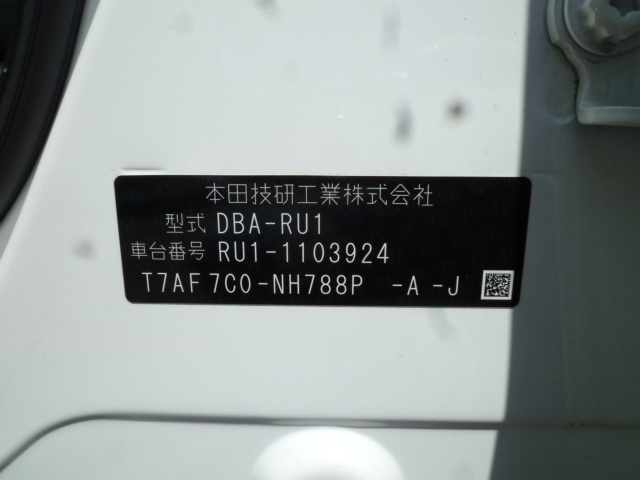 本田技研工業株式会社
型式 DBA-RU1
車台番号 RU1-1103924
T7AF7C0-NH788P -A -J